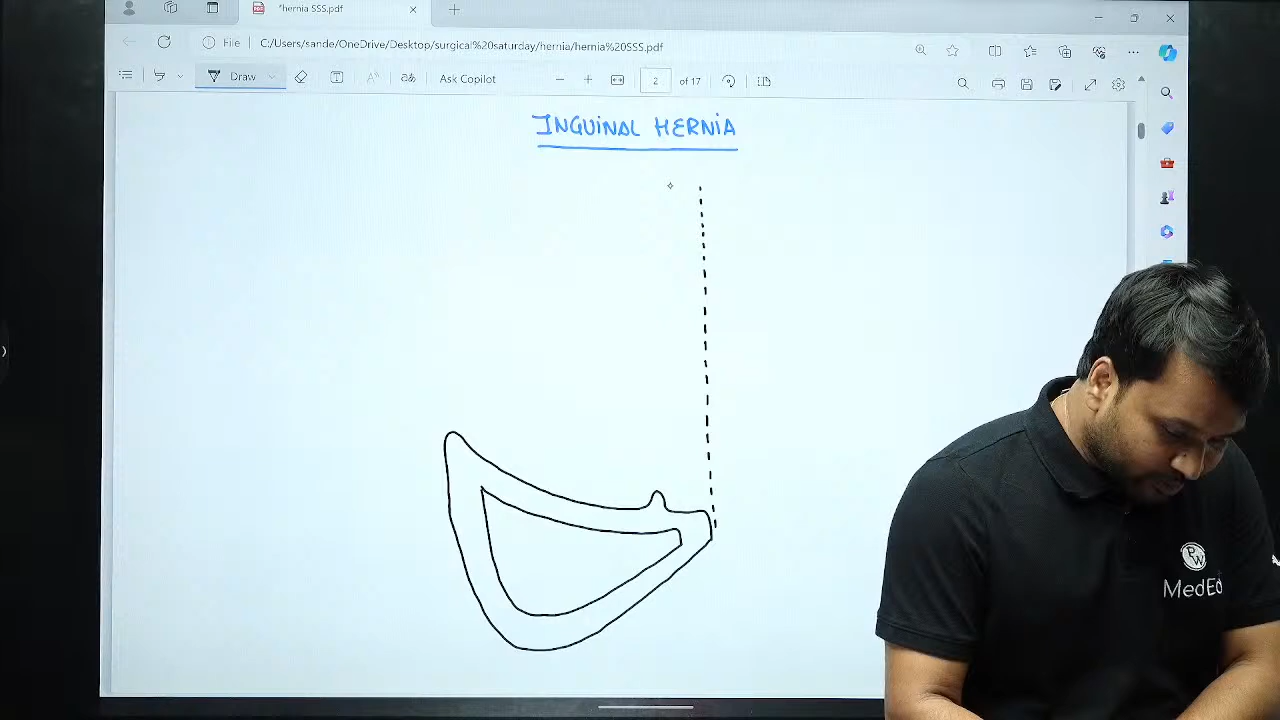 *hernia SSS.pdf
File C:/Users/sande/OneDrive/Desktop/surgical%20saturday/hernia/hernia%20SSS.pdf
Draw Ask Copilot 2 of 17
INGUINAL HERNIA
PW
MedEd